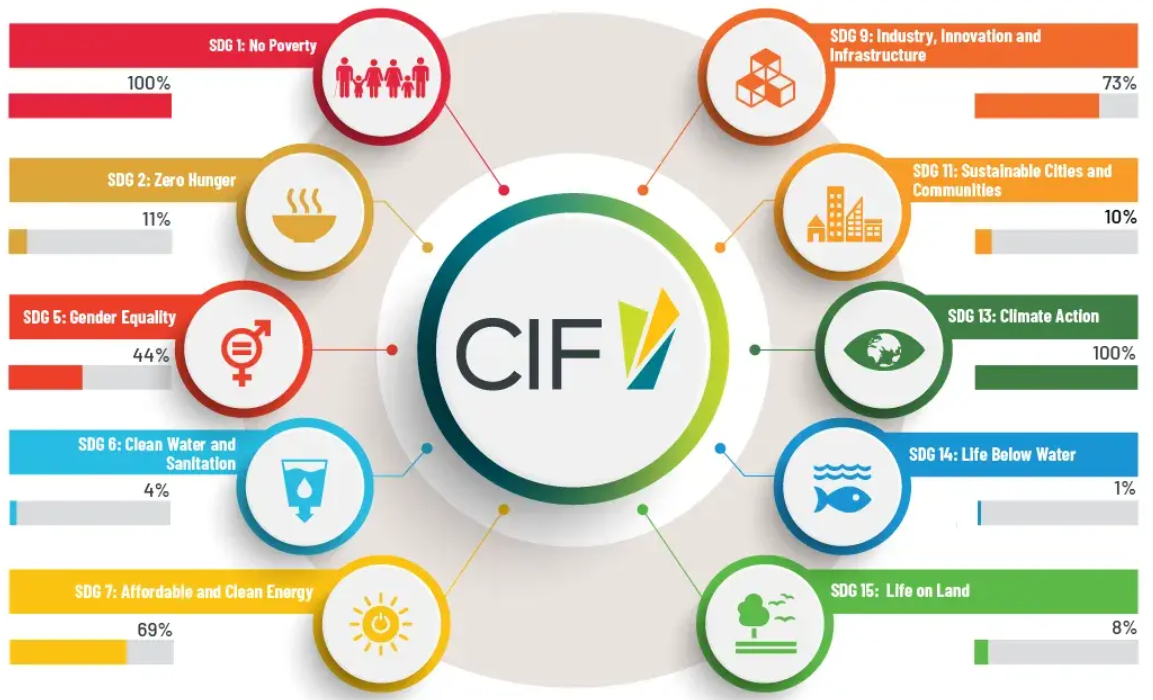 SDG 1: No Poverty
100%
SDG 2: Zero Hunger
11%
SDG 5: Gender Equality
44%
SDG 6: Clean Water and
Sanitation
4%
SDG 7: Affordable and Clean Energy
69%
CIF
SDG 9: Industry, Innovation and
Infrastructure
73%
SDG 11: Sustainable Cities and
Communities
10%
SDG 13: Climate Action
100%
SDG 14: Life Below Water
1%
SDG 15: Life on Land
8%